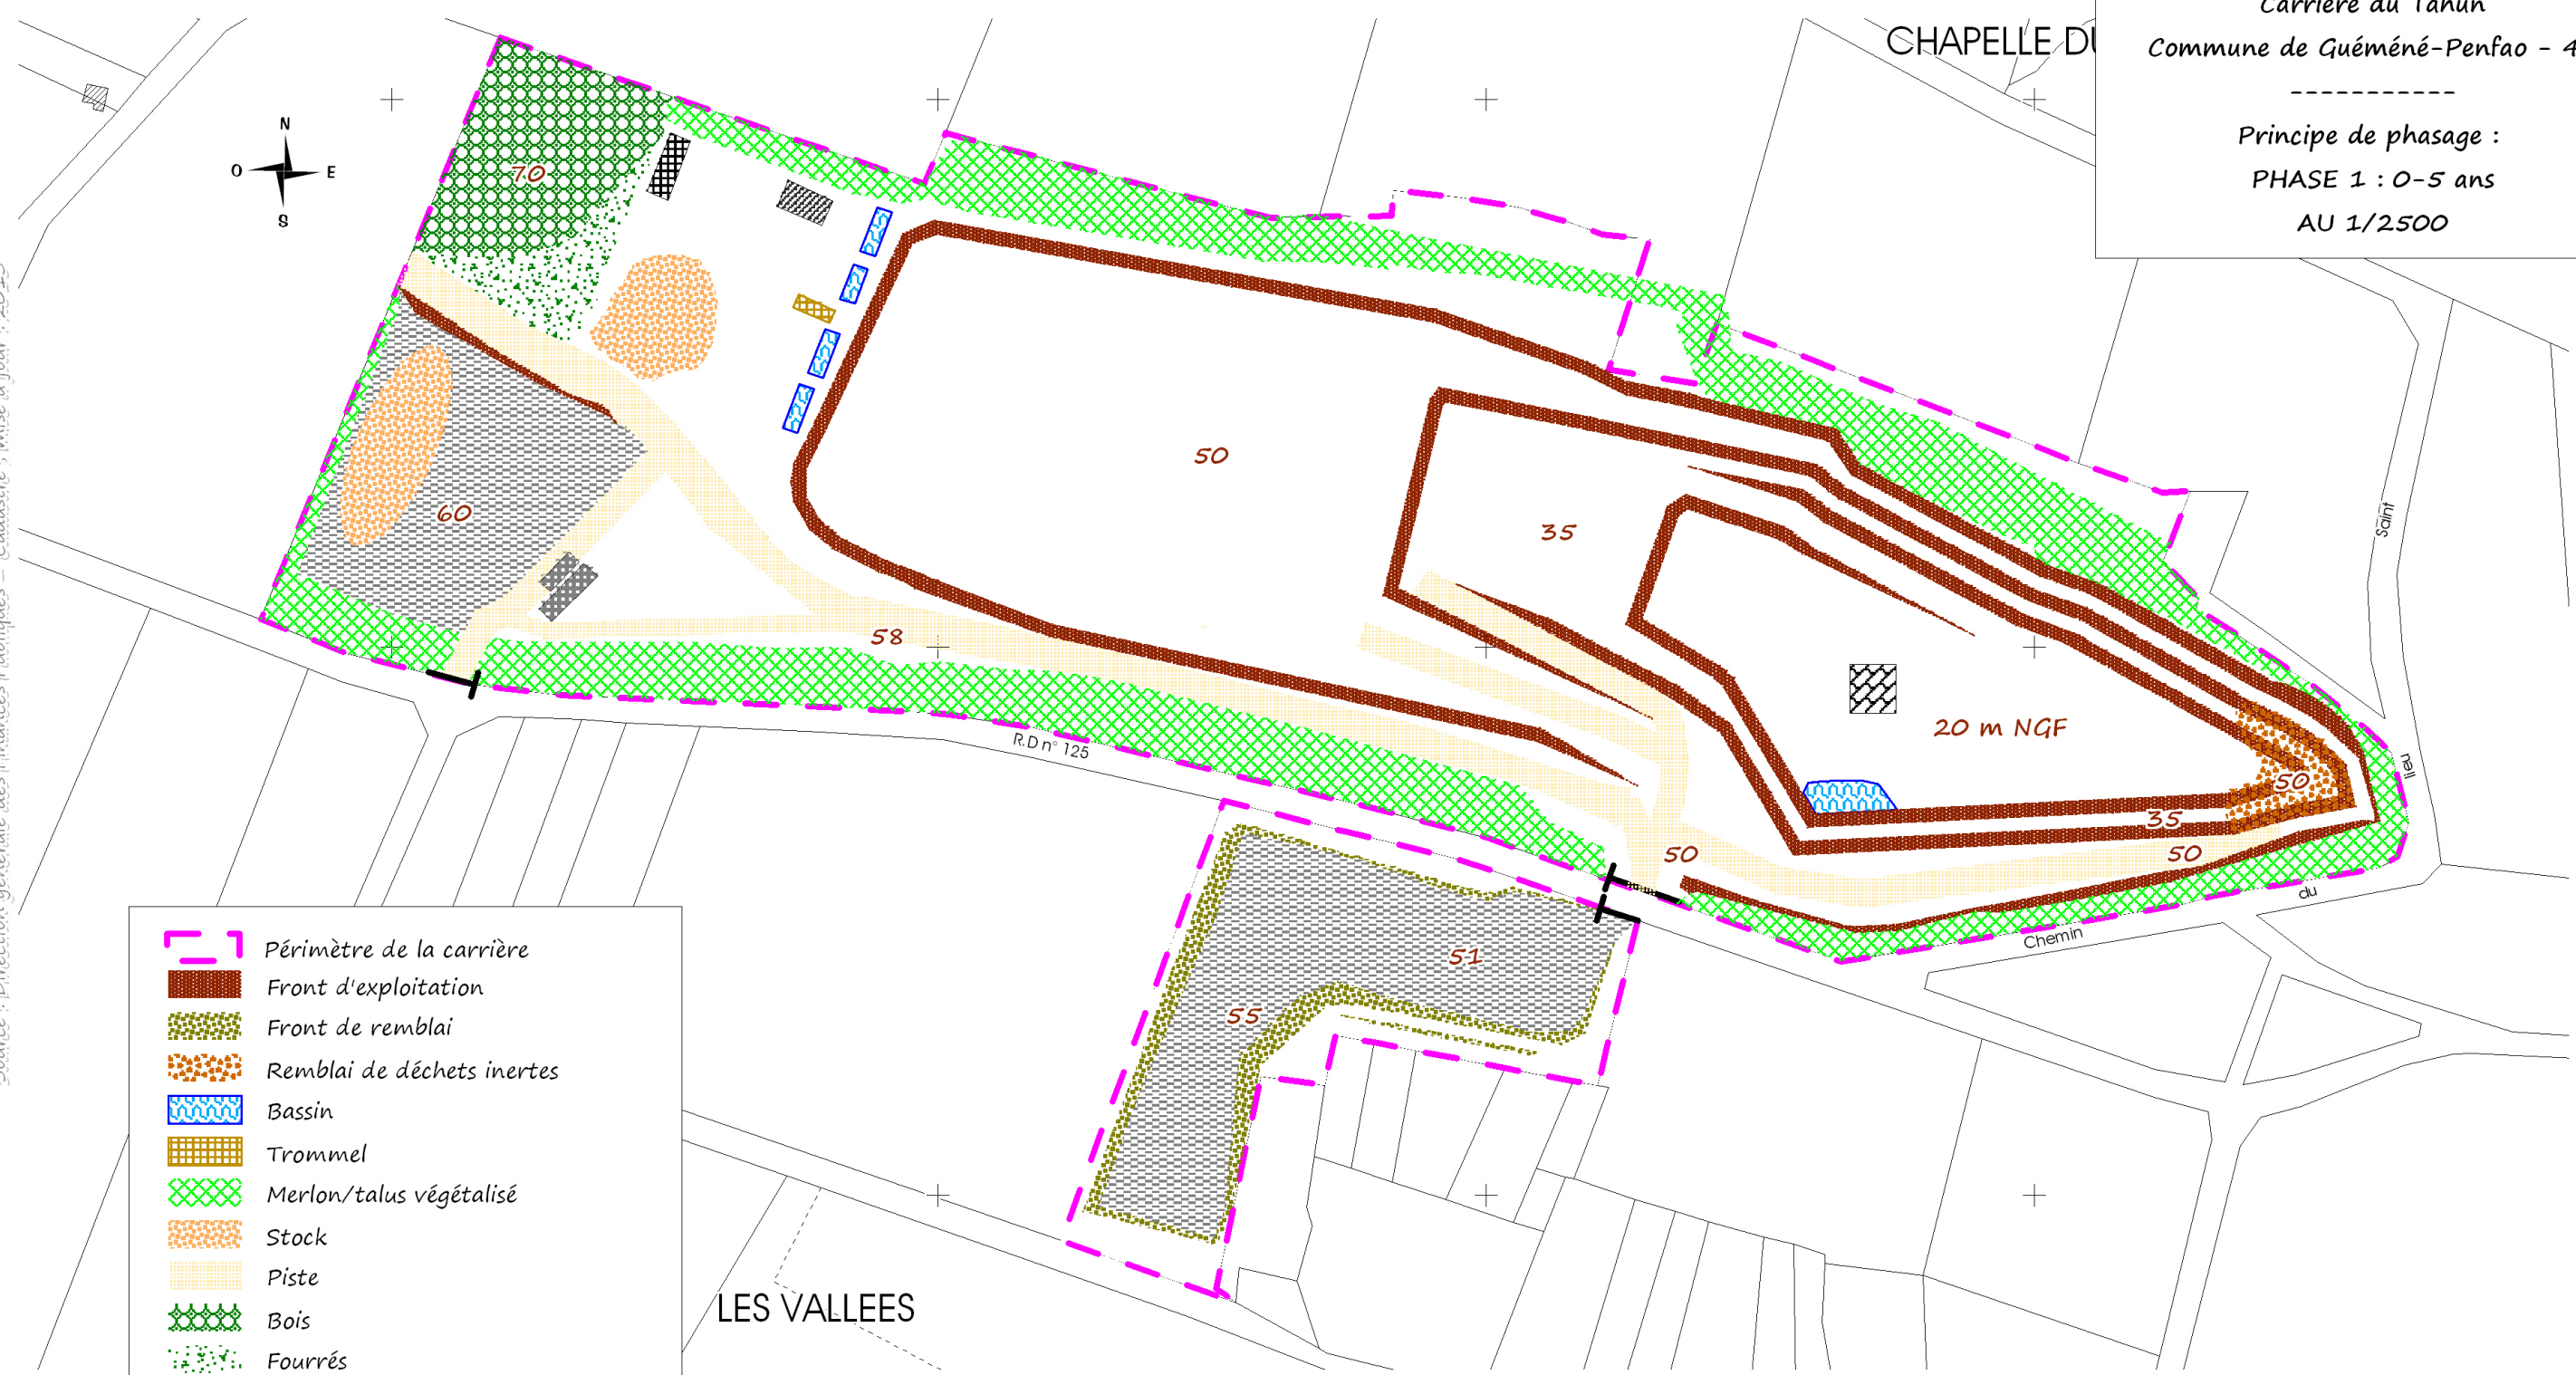 Carrière du Tahun
Commune de Guéméné-Penfao - 4
-----------
Principe de phasage :
PHASE 1 : 0-5 ans
AU 1/2500
CHAPELLE DU
N
O
E
S
70
60
58
50
35
20 m NGF
50
35
50
50
51
55
R.D n° 125
Saint
lieu
du
Chemin
LES VALLEES
Périmètre de la carrière
Front d'exploitation
Front de remblai
Remblai de déchets inertes
Bassin
Trommel
Merlon/talus végétalisé
Stock
Piste
Bois
Fourrés